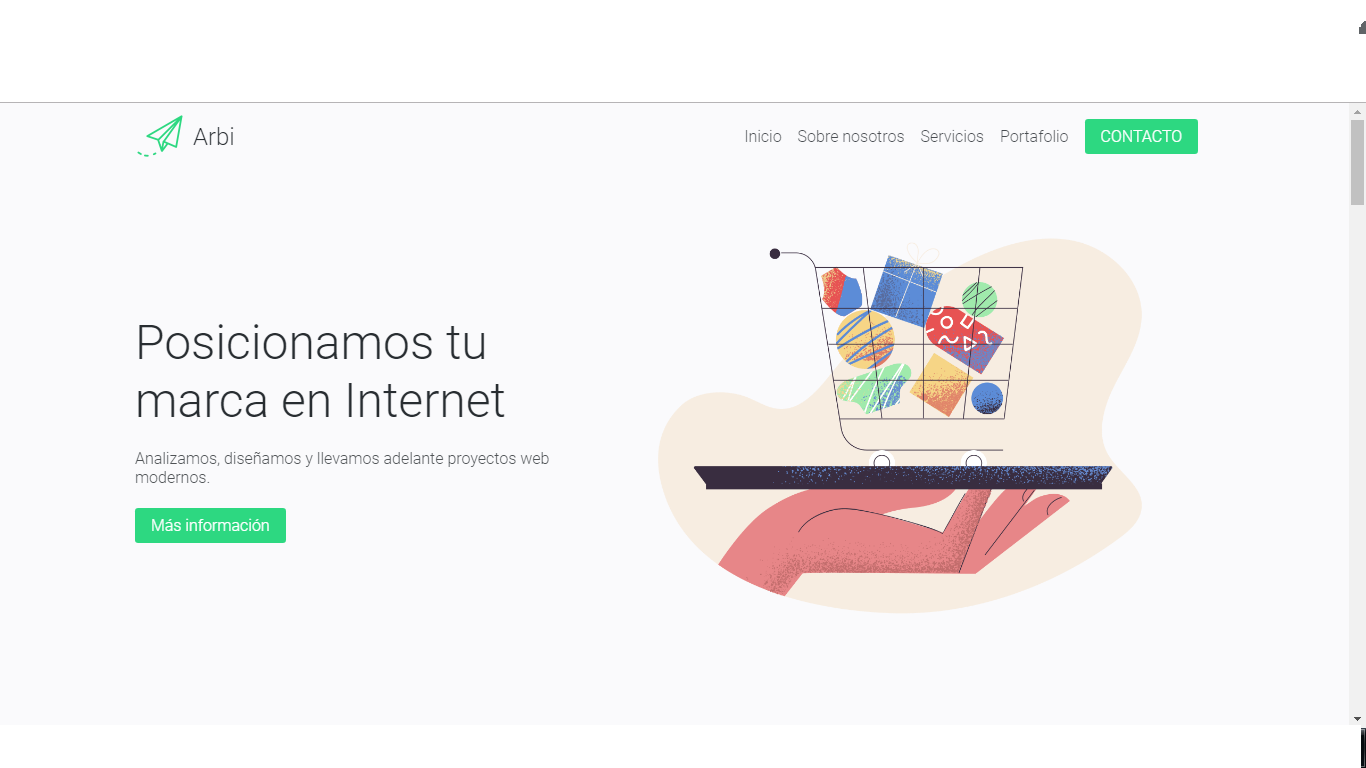 Arbi
Inicio Sobre nosotros Servicios Portafolio CONTACTO
Posicionamos tu
marca en Internet
Analizamos, diseñamos y llevamos adelante proyectos web
modernos.
Más información